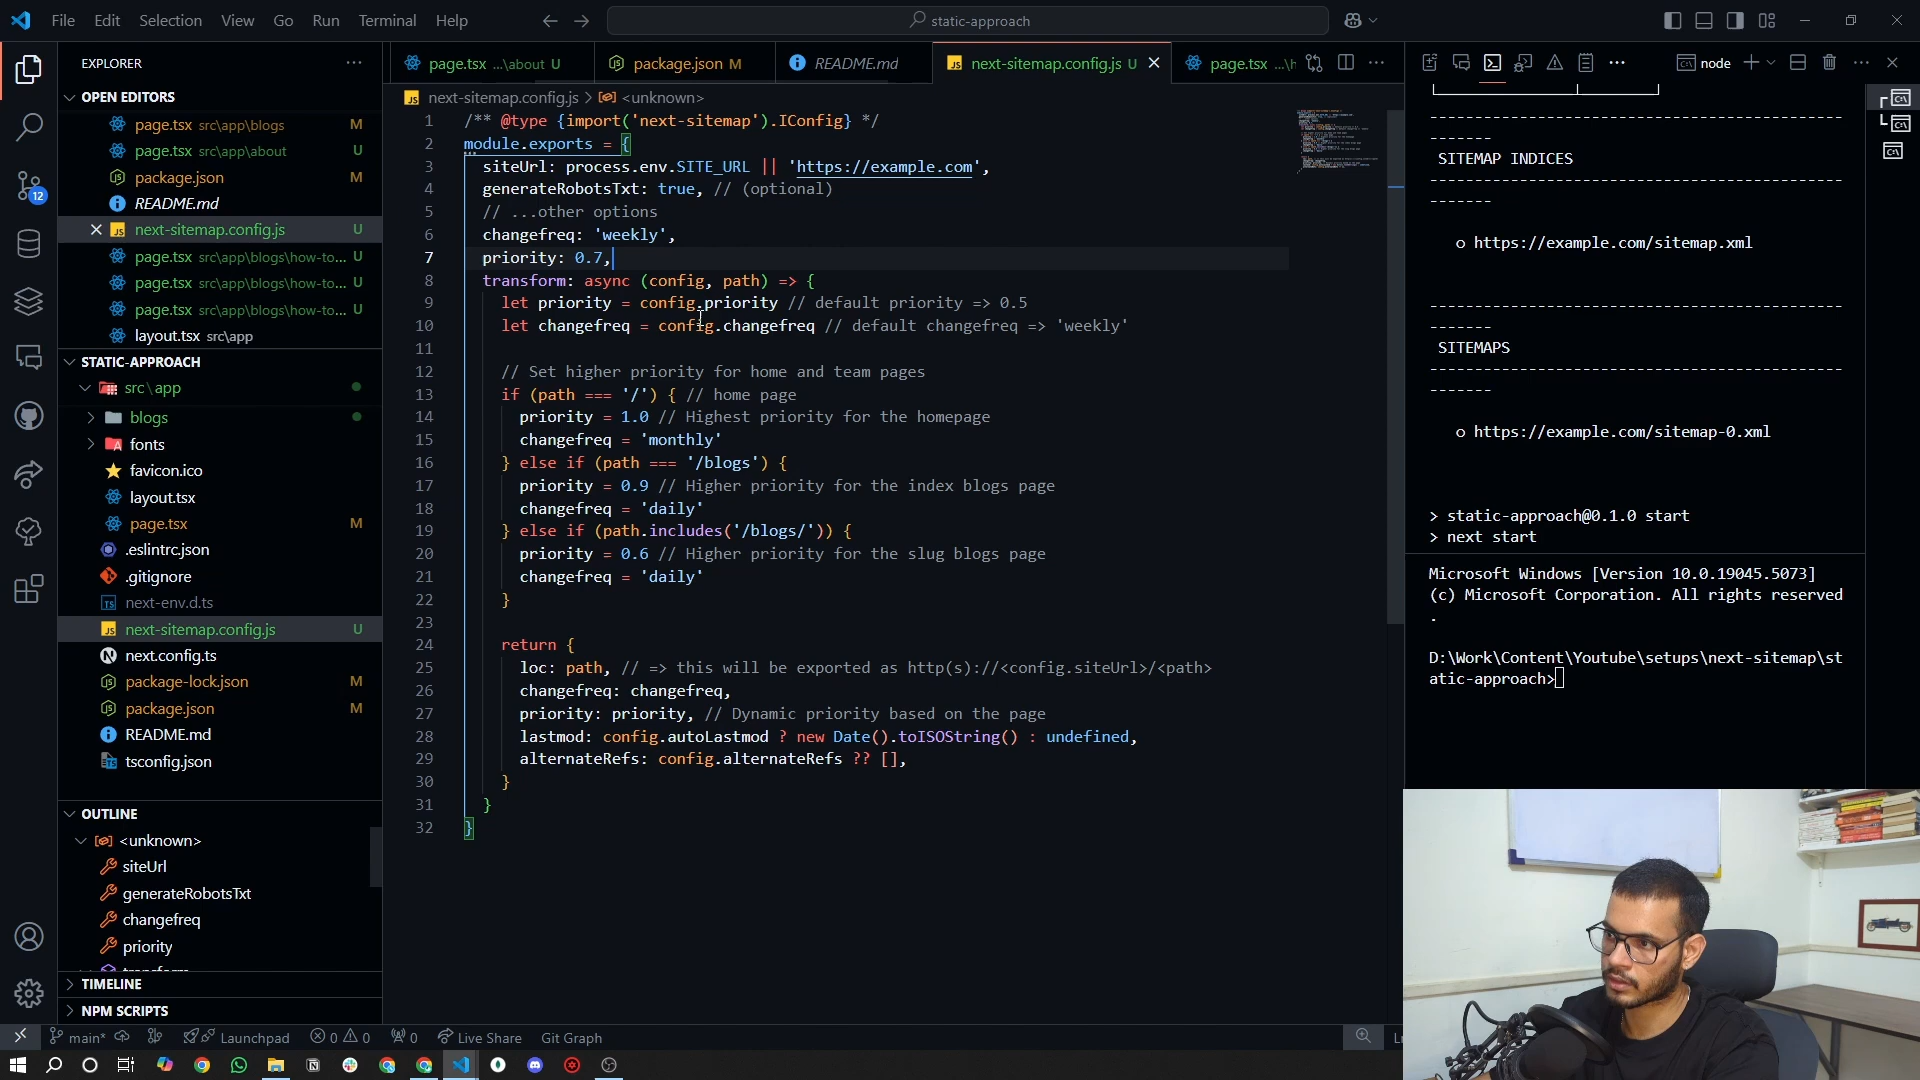 File Edit Selection View Go Run Terminal Help
static-approach
EXPLORER
OPEN EDITORS
page.tsx src\app\blogs M
page.tsx src\app\about U
package.json M
README.md
next-sitemap.config.js U
page.tsx src\app\blogs\how-to... U
page.tsx src\app\blogs\how-to... U
page.tsx src\app\blogs\how-to... U
layout.tsx src\app
STATIC-APPROACH
src\app
blogs
fonts
favicon.ico
layout.tsx
page.tsx M
.eslintrc.json
.gitignore
next-env.d.ts
next-sitemap.config.js U
next.config.ts
package-lock.json M
package.json M
README.md
tsconfig.json
OUTLINE
<unknown>
siteUrl
generateRobotsTxt
changefreq
priority
TIMELINE
NPM SCRIPTS
12
page.tsx ...\about U
package.json M
README.md
next-sitemap.config.js U
page.tsx ...\h
next-sitemap.config.js > <unknown>
1 /** @type {import('next-sitemap').IConfig} */
2 module.exports = {
3 siteUrl: process.env.SITE_URL || 'https://example.com',
4 generateRobotsTxt: true, // (optional)
5 // ...other options
6 changefreq: 'weekly',
7 priority: 0.7,
8 transform: async (config, path) => {
9 let priority = config.priority // default priority => 0.5
10 let changefreq = config.changefreq // default changefreq => 'weekly'
11
12 // Set higher priority for home and team pages
13 if (path === '/') { // home page
14 priority = 1.0 // Highest priority for the homepage
15 changefreq = 'monthly'
16 } else if (path === '/blogs') {
17 priority = 0.9 // Higher priority for the index blogs page
18 changefreq = 'daily'
19 } else if (path.includes('/blogs/')) {
20 priority = 0.6 // Higher priority for the slug blogs page
21 changefreq = 'daily'
22 }
23
24 return {
25 loc: path, // => this will be exported as http(s)://<config.siteUrl>/<path>
26 changefreq: changefreq,
27 priority: priority, // Dynamic priority based on the page
28 lastmod: config.autoLastmod ? new Date().toISOString() : undefined,
29 alternateRefs: config.alternateRefs ?? [],
30 }
31 }
32 }
node
SITEMAP INDICES
o https://example.com/sitemap.xml
SITEMAPS
o https://example.com/sitemap-0.xml
> static-approach@0.1.0 start
> next start
Microsoft Windows [Version 10.0.19045.5073]
(c) Microsoft Corporation. All rights reserved
.
D:\Work\Content\Youtube\setups\next-sitemap\st
atic-approach>
main* Launchpad 0 0 0 Live Share Git Graph